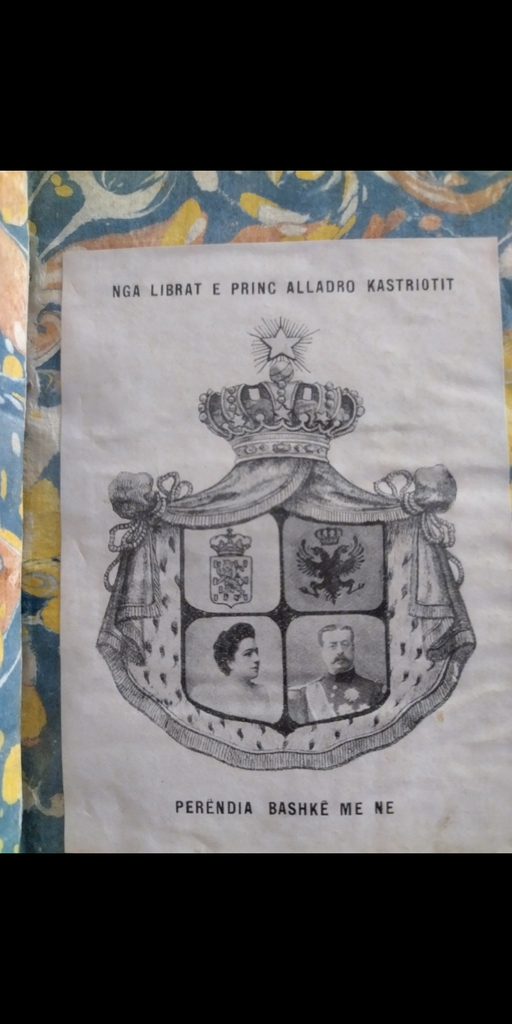 NGA LIBRAT E PRINC ALLADRO KASTRIOTIT
PERËNDIA BASHKË ME NE